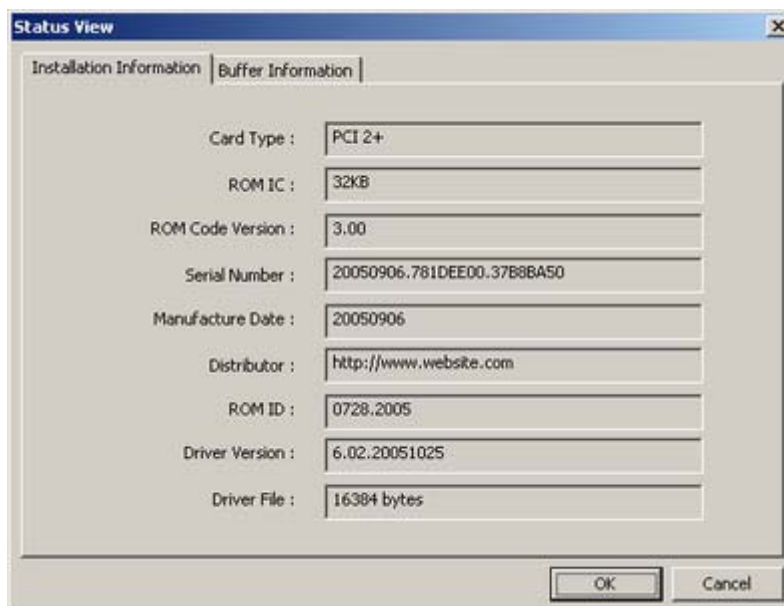 Status View
Installation Information Buffer Information
Card Type : PCI 2+
ROM IC : 32KB
ROM Code Version : 3.00
Serial Number : 20050906.781DEE00.37B8BA50
Manufacture Date : 20050906
Distributor : http://www.website.com
ROM ID : 0728.2005
Driver Version : 6.02.20051025
Driver File : 16384 bytes
OK Cancel